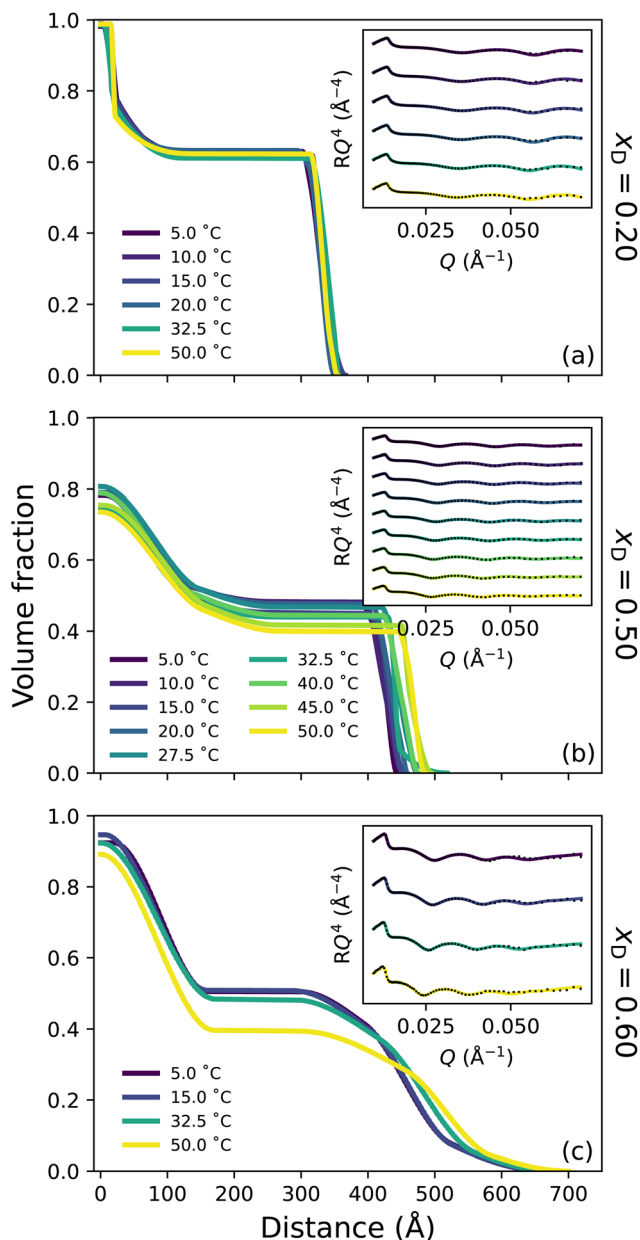 1.0
0.8
0.6
0.4
0.2
0.0
RQ⁴ (Å⁻⁴)
0.025 0.050
Q (Å⁻¹)
5.0 ˚C
10.0 ˚C
15.0 ˚C
20.0 ˚C
32.5 ˚C
50.0 ˚C
(a)
x_D = 0.20
Volume fraction
1.0
0.8
0.6
0.4
0.2
0.0
RQ⁴ (Å⁻⁴)
0.025 0.050
Q (Å⁻¹)
5.0 ˚C
10.0 ˚C
15.0 ˚C
20.0 ˚C
27.5 ˚C
32.5 ˚C
40.0 ˚C
45.0 ˚C
50.0 ˚C
(b)
x_D = 0.50
1.0
0.8
0.6
0.4
0.2
0.0
RQ⁴ (Å⁻⁴)
0.025 0.050
Q (Å⁻¹)
5.0 ˚C
15.0 ˚C
32.5 ˚C
50.0 ˚C
(c)
x_D = 0.60
0 100 200 300 400 500 600 700
Distance (Å)